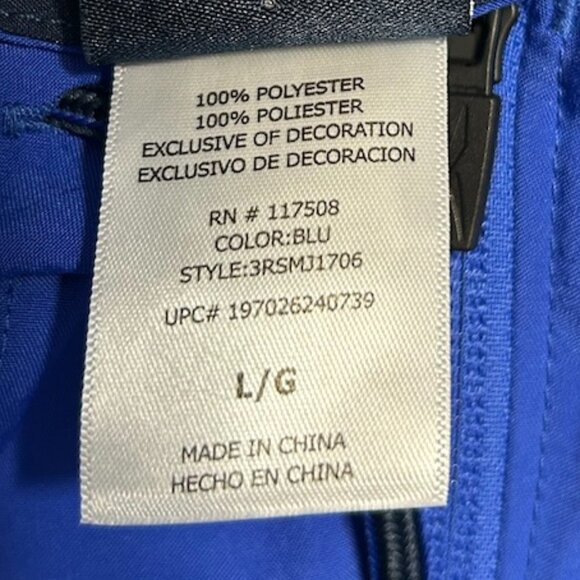 100% POLYESTER
100% POLIESTER
EXCLUSIVE OF DECORATION
EXCLUSIVO DE DECORACION
RN # 117508
COLOR:BLU
STYLE:3RSMJ1706
UPC# 197026240739
L/G
MADE IN CHINA
HECHO EN CHINA